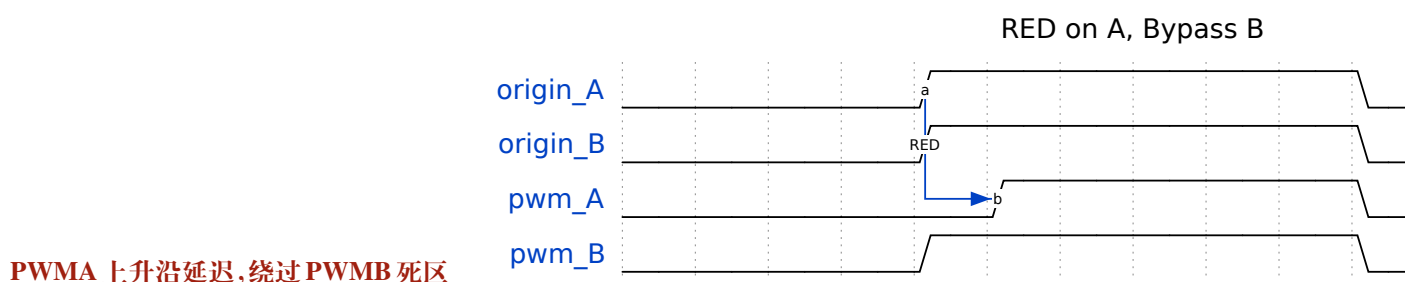 RED on A, Bypass B
origin_A
a
origin_B
RED
pwm_A
b
pwm_B
PWMA 上升沿延迟,绕过 PWMB 死区